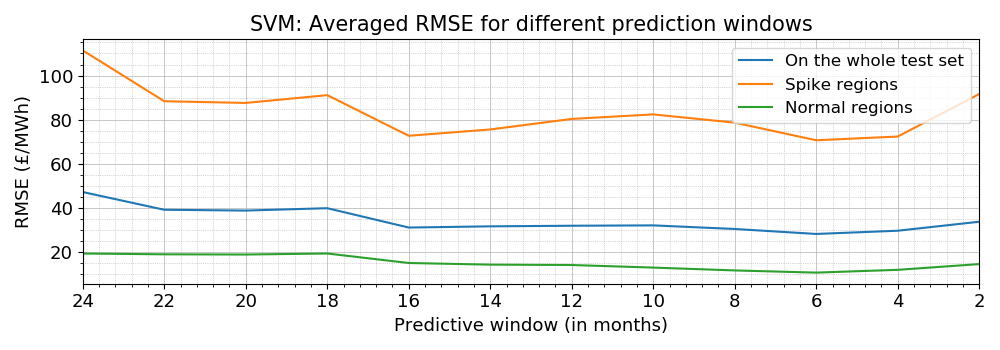 SVM: Averaged RMSE for different prediction windows
RMSE (£/MWh)
100
80
60
40
20
On the whole test set
Spike regions
Normal regions
24 22 20 18 16 14 12 10 8 6 4 2
Predictive window (in months)